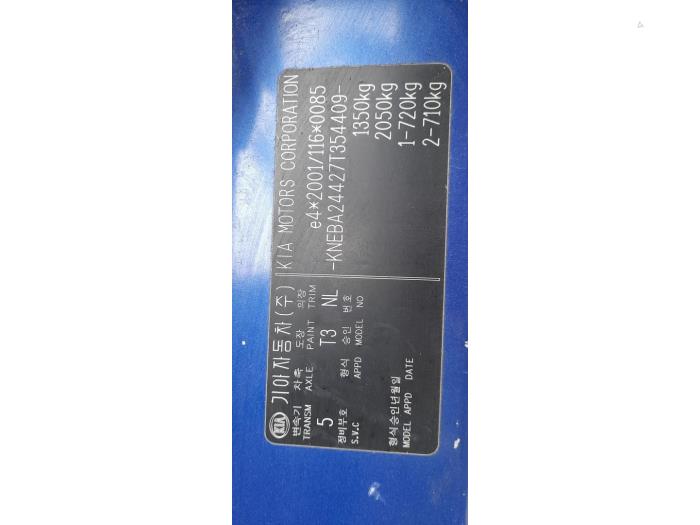 KIA 기아자동차(주) KIA MOTORS CORPORATION
변속기 차축 도장 의장
TRANSM AXLE PAINT TRIM
e4*2001/116*0085
5 T3 NL
-KNEBA24427T354409-
정비부호 형식 승인 번호
S.V.C APPD MODEL NO
1350kg
2050kg
형식승인년월일
1-720kg
MODEL APPD DATE
2-710kg